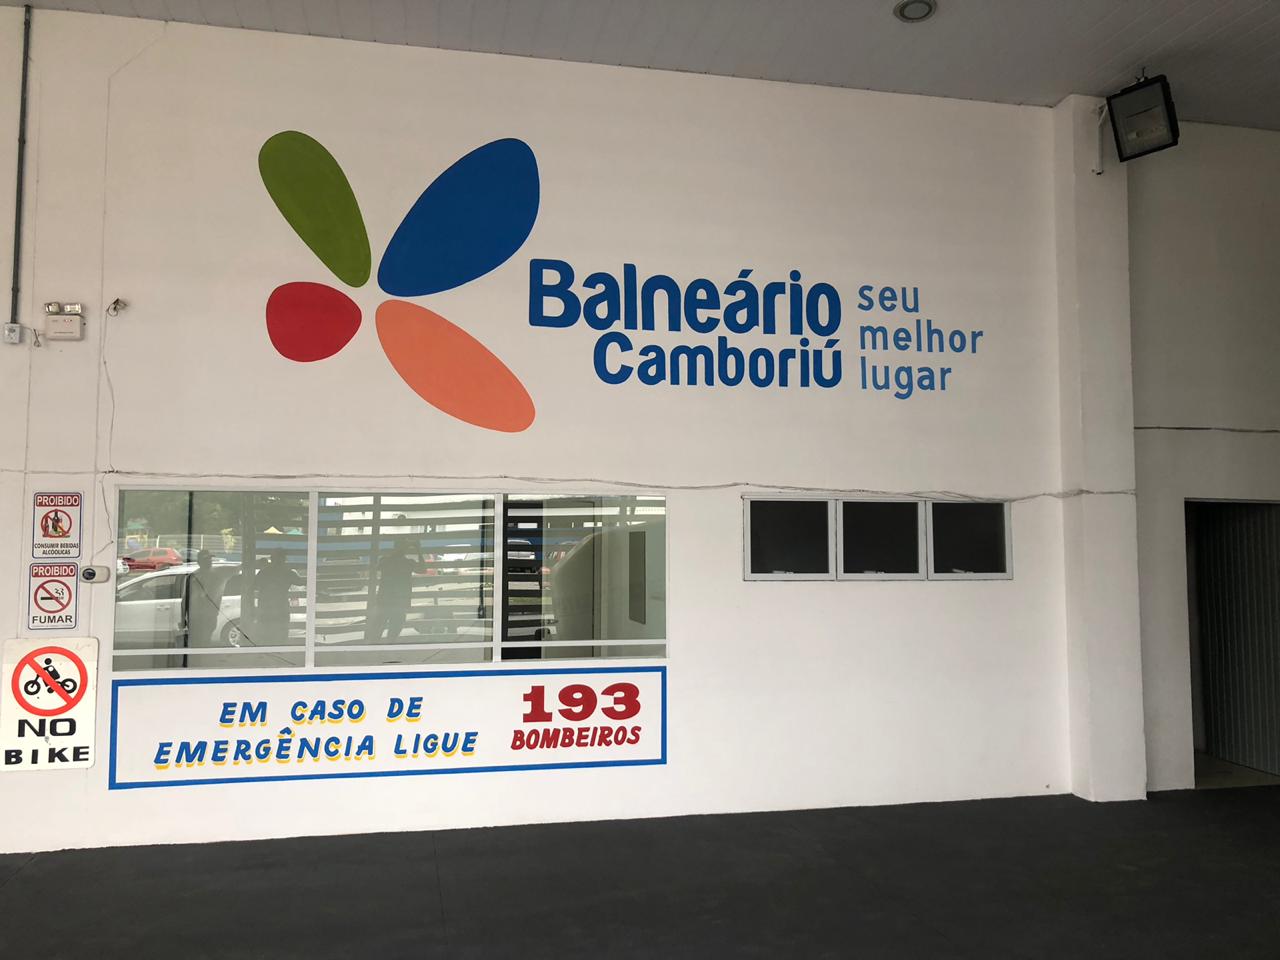 Balneário
Camboriú
seu
melhor
lugar
PROIBIDO
CONSUMIR BEBIDAS
ALCÓOLICAS
PROIBIDO
FUMAR
NO
BIKE
EM CASO DE
EMERGÊNCIA LIGUE
193
BOMBEIROS